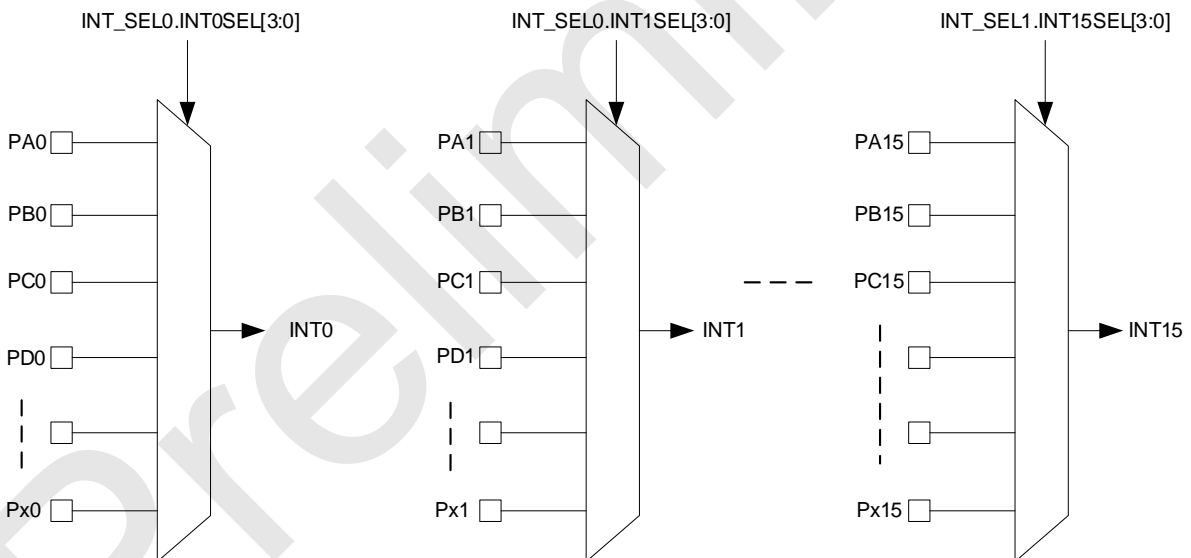 INT_SEL0.INT0SEL[3:0]
PA0
PB0
PC0
PD0
Px0
INT0
INT_SEL0.INT1SEL[3:0]
PA1
PB1
PC1
PD1
Px1
INT1
INT_SEL1.INT15SEL[3:0]
PA15
PB15
PC15
Px15
INT15